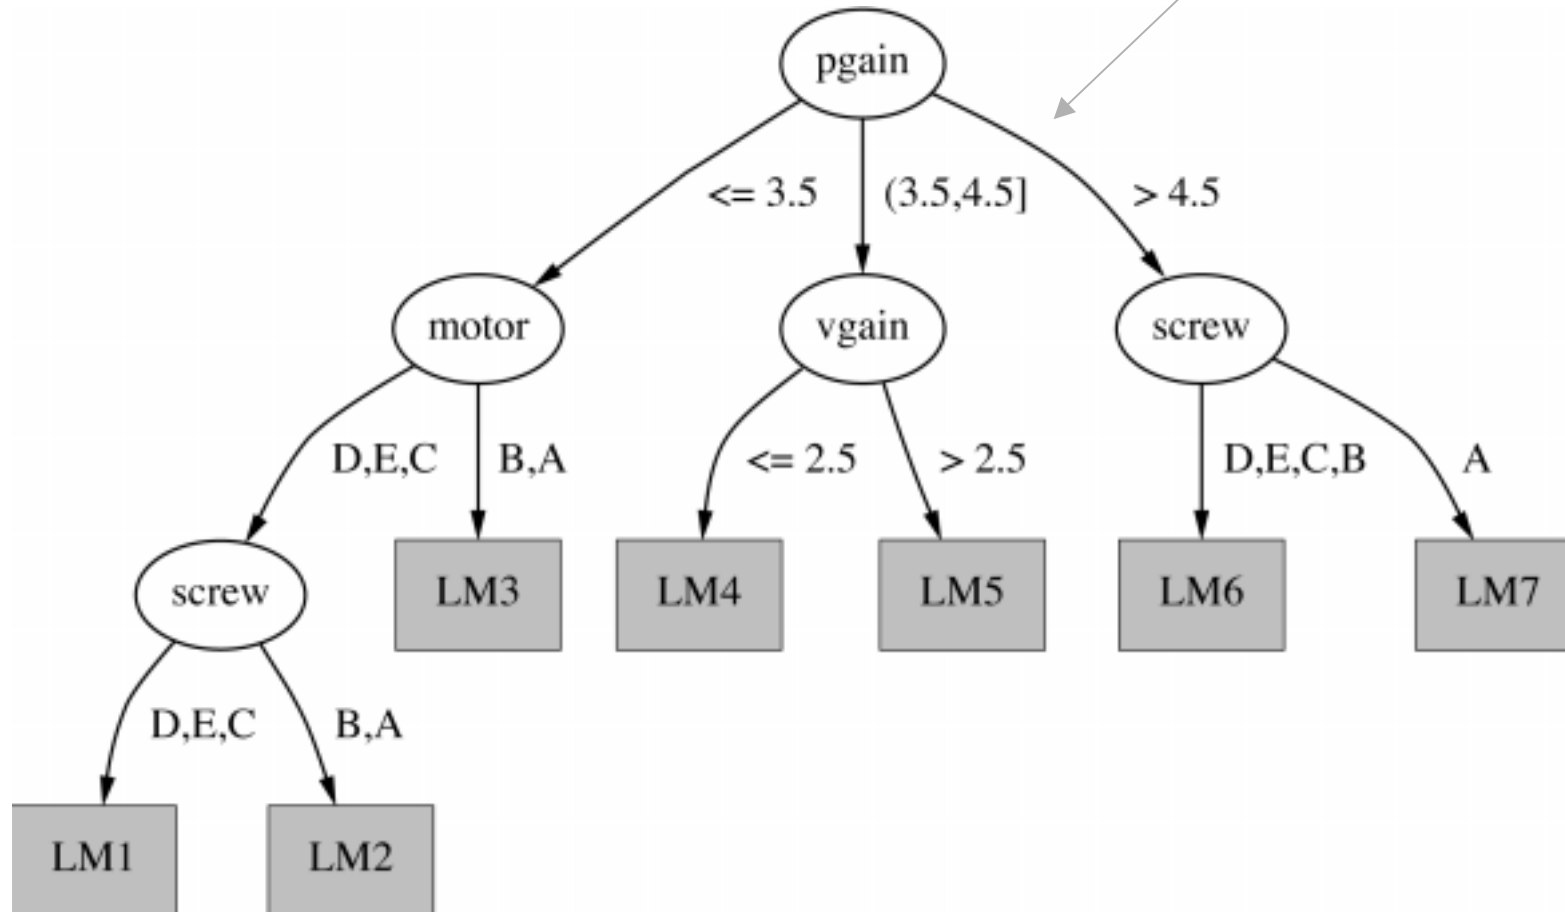 pgain
<= 3.5
(3.5,4.5]
> 4.5
motor
vgain
screw
D,E,C
B,A
<= 2.5
> 2.5
D,E,C,B
A
screw
LM3
LM4
LM5
LM6
LM7
D,E,C
B,A
LM1
LM2